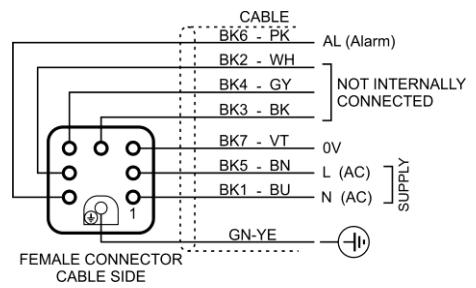 CABLE
BK6 - PK AL (Alarm)
BK2 - WH
BK4 - GY NOT INTERNALLY
CONNECTED
BK3 - BK
BK7 - VT 0V
BK5 - BN L (AC)
SUPPLY
BK1 - BU N (AC)
1
GN-YE
FEMALE CONNECTOR
CABLE SIDE